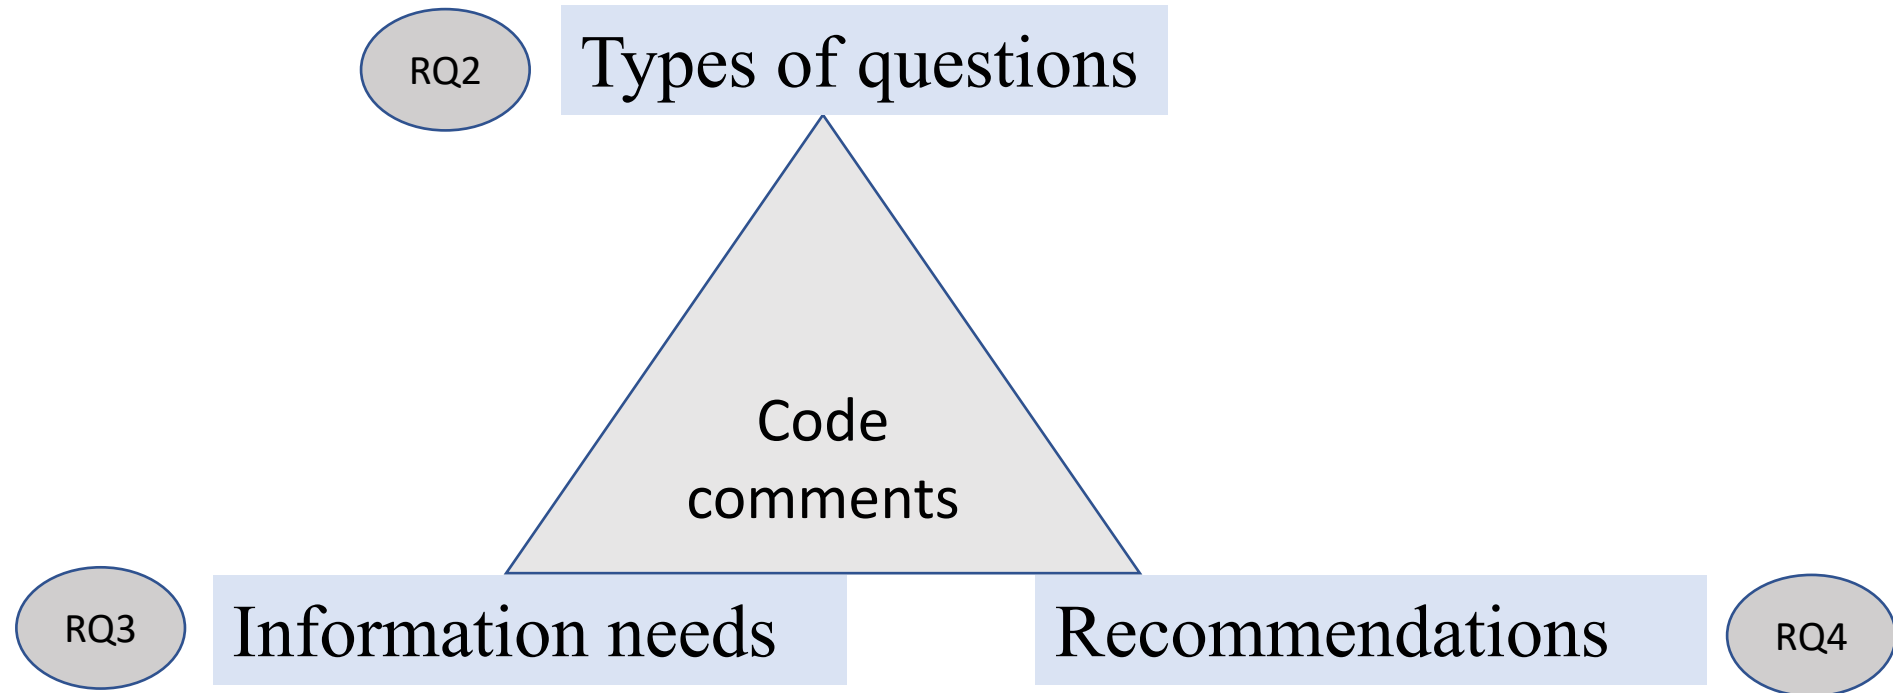 RQ2
Types of questions
Code
comments
RQ3
Information needs
Recommendations
RQ4